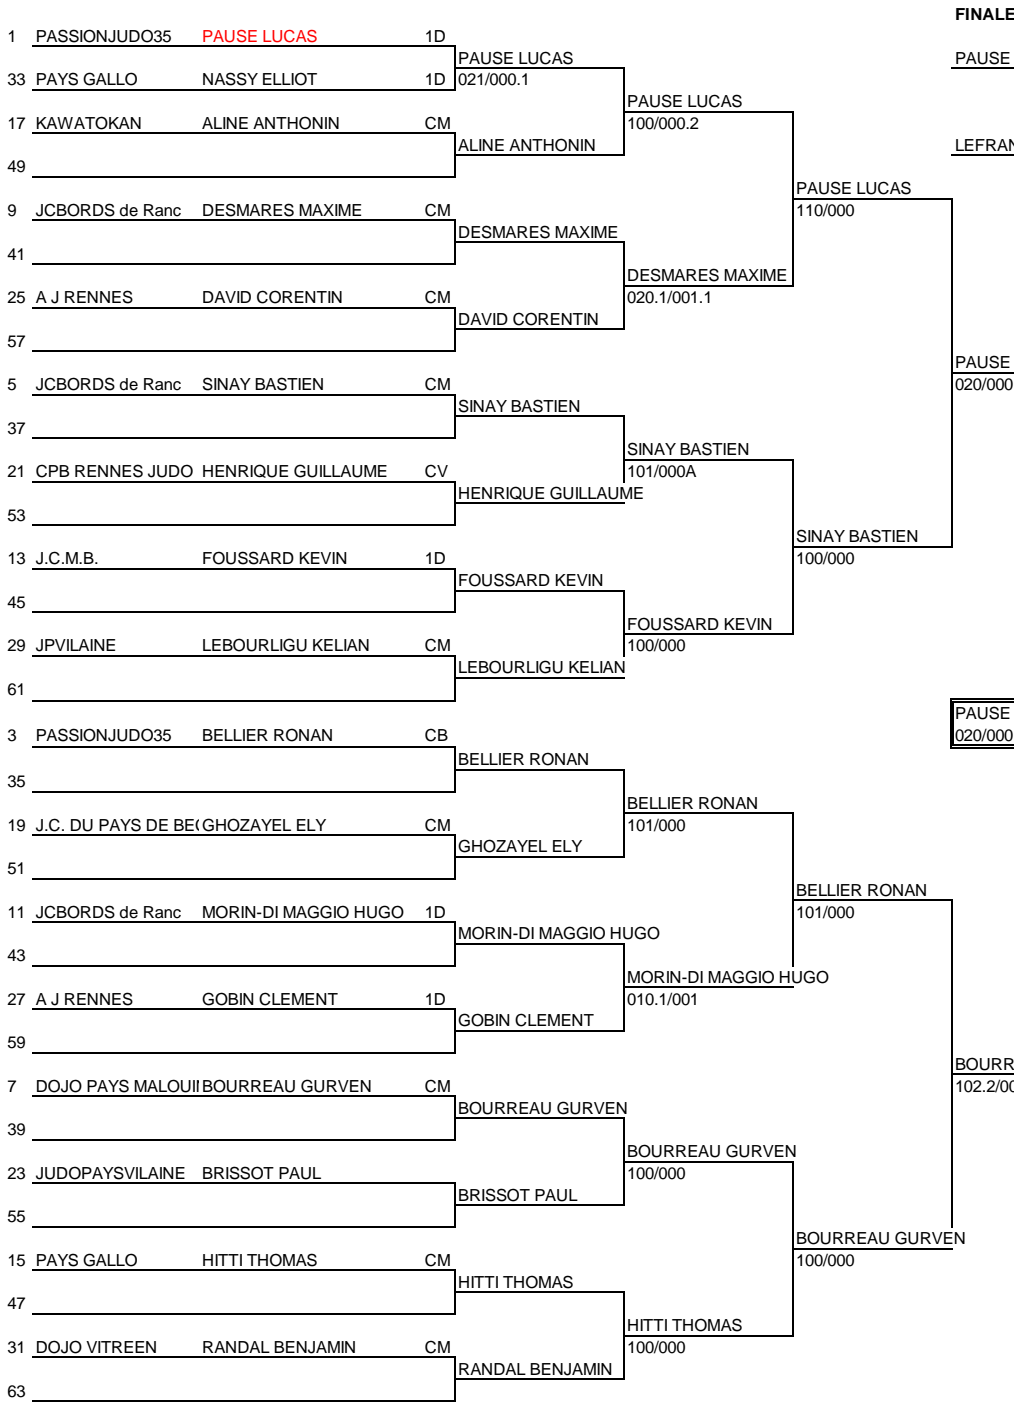 FINALE
1 PASSIONJUDO35 PAUSE LUCAS 1D
PAUSE LUCAS
PAUSE
33 PAYS GALLO NASSY ELLIOT 1D 021/000.1
PAUSE LUCAS
17 KAWATOKAN ALINE ANTHONIN CM 100/000.2
ALINE ANTHONIN
LEFRAN
49
PAUSE LUCAS
9 JCBORDS de Ranc DESMARES MAXIME CM 110/000
DESMARES MAXIME
41
DESMARES MAXIME
25 A J RENNES DAVID CORENTIN CM 020.1/001.1
DAVID CORENTIN
57
PAUSE
5 JCBORDS de Ranc SINAY BASTIEN CM 020/000
SINAY BASTIEN
37
SINAY BASTIEN
21 CPB RENNES JUDO HENRIQUE GUILLAUME CV 101/000A
HENRIQUE GUILLAUME
53
SINAY BASTIEN
13 J.C.M.B. FOUSSARD KEVIN 1D 100/000
FOUSSARD KEVIN
45
FOUSSARD KEVIN
29 JPVILAINE LEBOURLIGU KELIAN CM 100/000
LEBOURLIGU KELIAN
61
PAUSE
3 PASSIONJUDO35 BELLIER RONAN CB 020/000
BELLIER RONAN
35
BELLIER RONAN
19 J.C. DU PAYS DE BE( GHOZAYEL ELY CM 101/000
GHOZAYEL ELY
51
BELLIER RONAN
11 JCBORDS de Ranc MORIN-DI MAGGIO HUGO 1D 101/000
MORIN-DI MAGGIO HUGO
43
MORIN-DI MAGGIO HUGO
27 A J RENNES GOBIN CLEMENT 1D 010.1/001
GOBIN CLEMENT
59
BOURR
7 DOJO PAYS MALOUI BOURREAU GURVEN CM 102.2/00
BOURREAU GURVEN
39
BOURREAU GURVEN
23 JUDOPAYSVILAINE BRISSOT PAUL 100/000
BRISSOT PAUL
55
BOURREAU GURVEN
15 PAYS GALLO HITTI THOMAS CM 100/000
HITTI THOMAS
47
HITTI THOMAS
31 DOJO VITREEN RANDAL BENJAMIN CM 100/000
RANDAL BENJAMIN
63